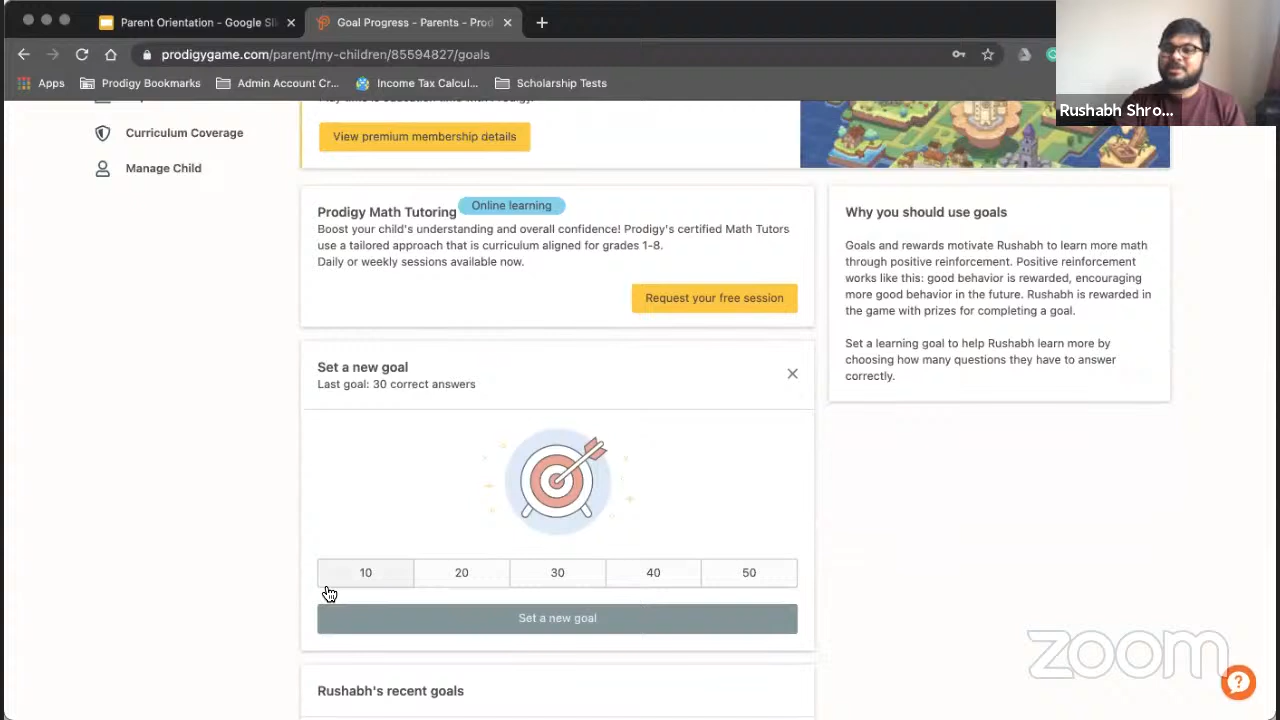 Parent Orientation - Google Sli
Goal Progress - Parents - Prod
prodigygame.com/parent/my-children/85594827/goals
Apps
Prodigy Bookmarks
Admin Account Cr...
Income Tax Calcul...
Scholarship Tests
Rushabh Shro...
Curriculum Coverage
Manage Child
View premium membership details
Prodigy Math Tutoring
Online learning
Boost your child's understanding and overall confidence! Prodigy's certified Math Tutors
use a tailored approach that is curriculum aligned for grades 1-8.
Daily or weekly sessions available now.
Request your free session
Why you should use goals
Goals and rewards motivate Rushabh to learn more math
through positive reinforcement. Positive reinforcement
works like this: good behavior is rewarded, encouraging
more good behavior in the future. Rushabh is rewarded in
the game with prizes for completing a goal.
Set a learning goal to help Rushabh learn more by
choosing how many questions they have to answer
correctly.
Set a new goal
Last goal: 30 correct answers
10
20
30
40
50
Set a new goal
Rushabh's recent goals
zoom